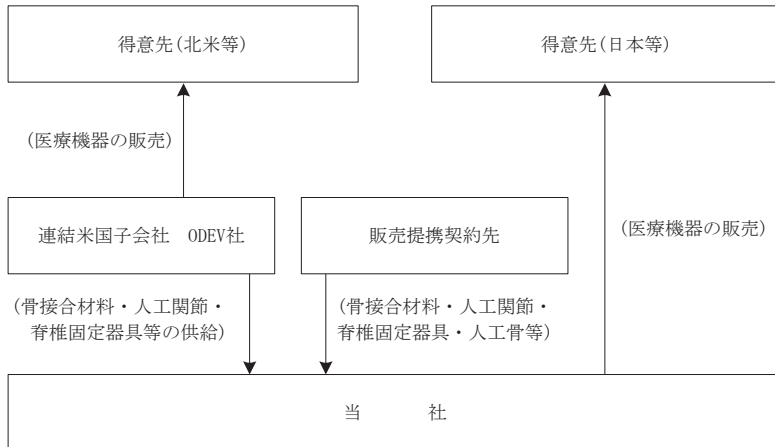 得意先(北米等)
得意先(日本等)
(医療機器の販売)
連結米国子会社 ODEV社
販売提携契約先
(医療機器の販売)
(骨接合材料・人工関節・
脊椎固定器具等の供給)
(骨接合材料・人工関節・
脊椎固定器具・人工骨等)
当 社